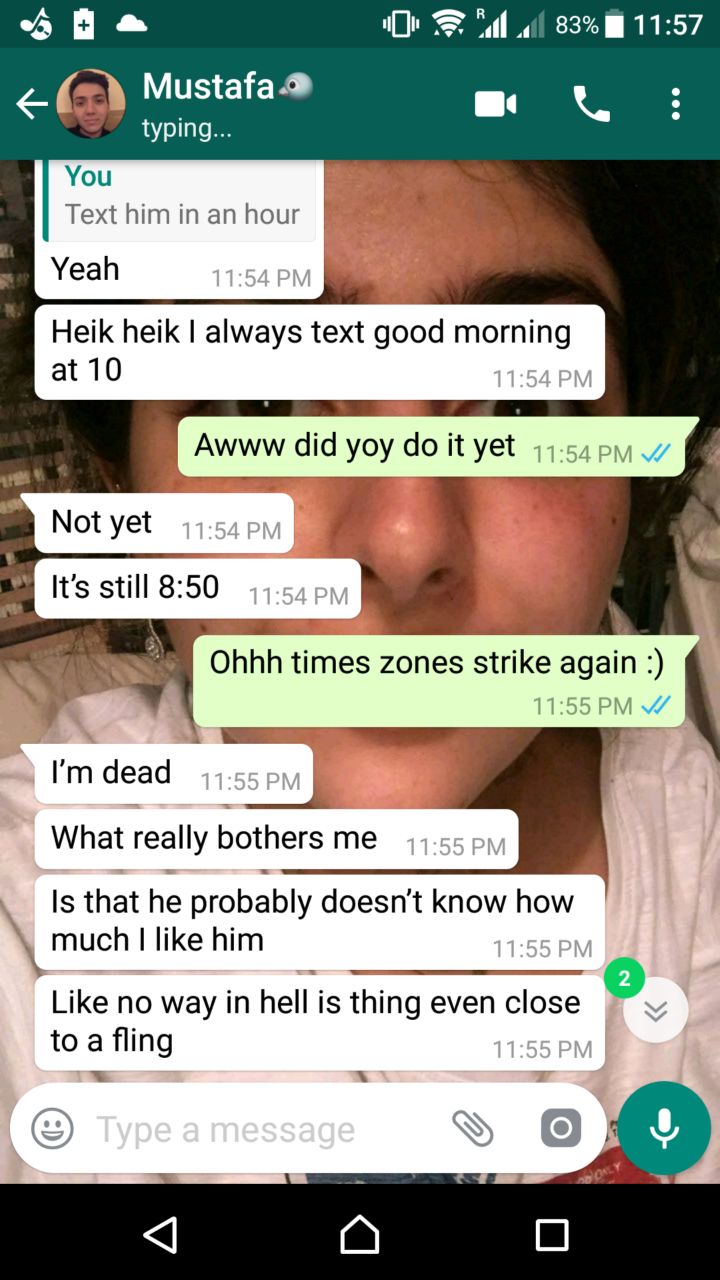 83% 11:57
Mustafa🐦
typing...
You
Text him in an hour
Yeah 11:54 PM
Heik heik I always text good morning
at 10 11:54 PM
Awww did yoy do it yet 11:54 PM
Not yet 11:54 PM
It's still 8:50 11:54 PM
Ohhh times zones strike again :)
11:55 PM
I'm dead 11:55 PM
What really bothers me 11:55 PM
Is that he probably doesn't know how
much I like him 11:55 PM
2
Like no way in hell is thing even close
to a fling 11:55 PM
Type a message